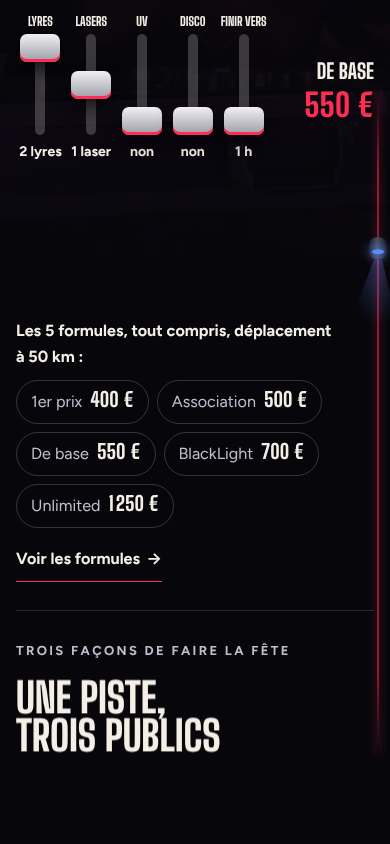 LYRES LASERS UV DISCO FINIR VERS
DE BASE
550 €
2 lyres 1 laser non non 1 h
Les 5 formules, tout compris, déplacement
à 50 km :
1er prix 400 € Association 500 €
De base 550 € BlackLight 700 €
Unlimited 1250 €
Voir les formules →
TROIS FAÇONS DE FAIRE LA FÊTE
UNE PISTE,
TROIS PUBLICS